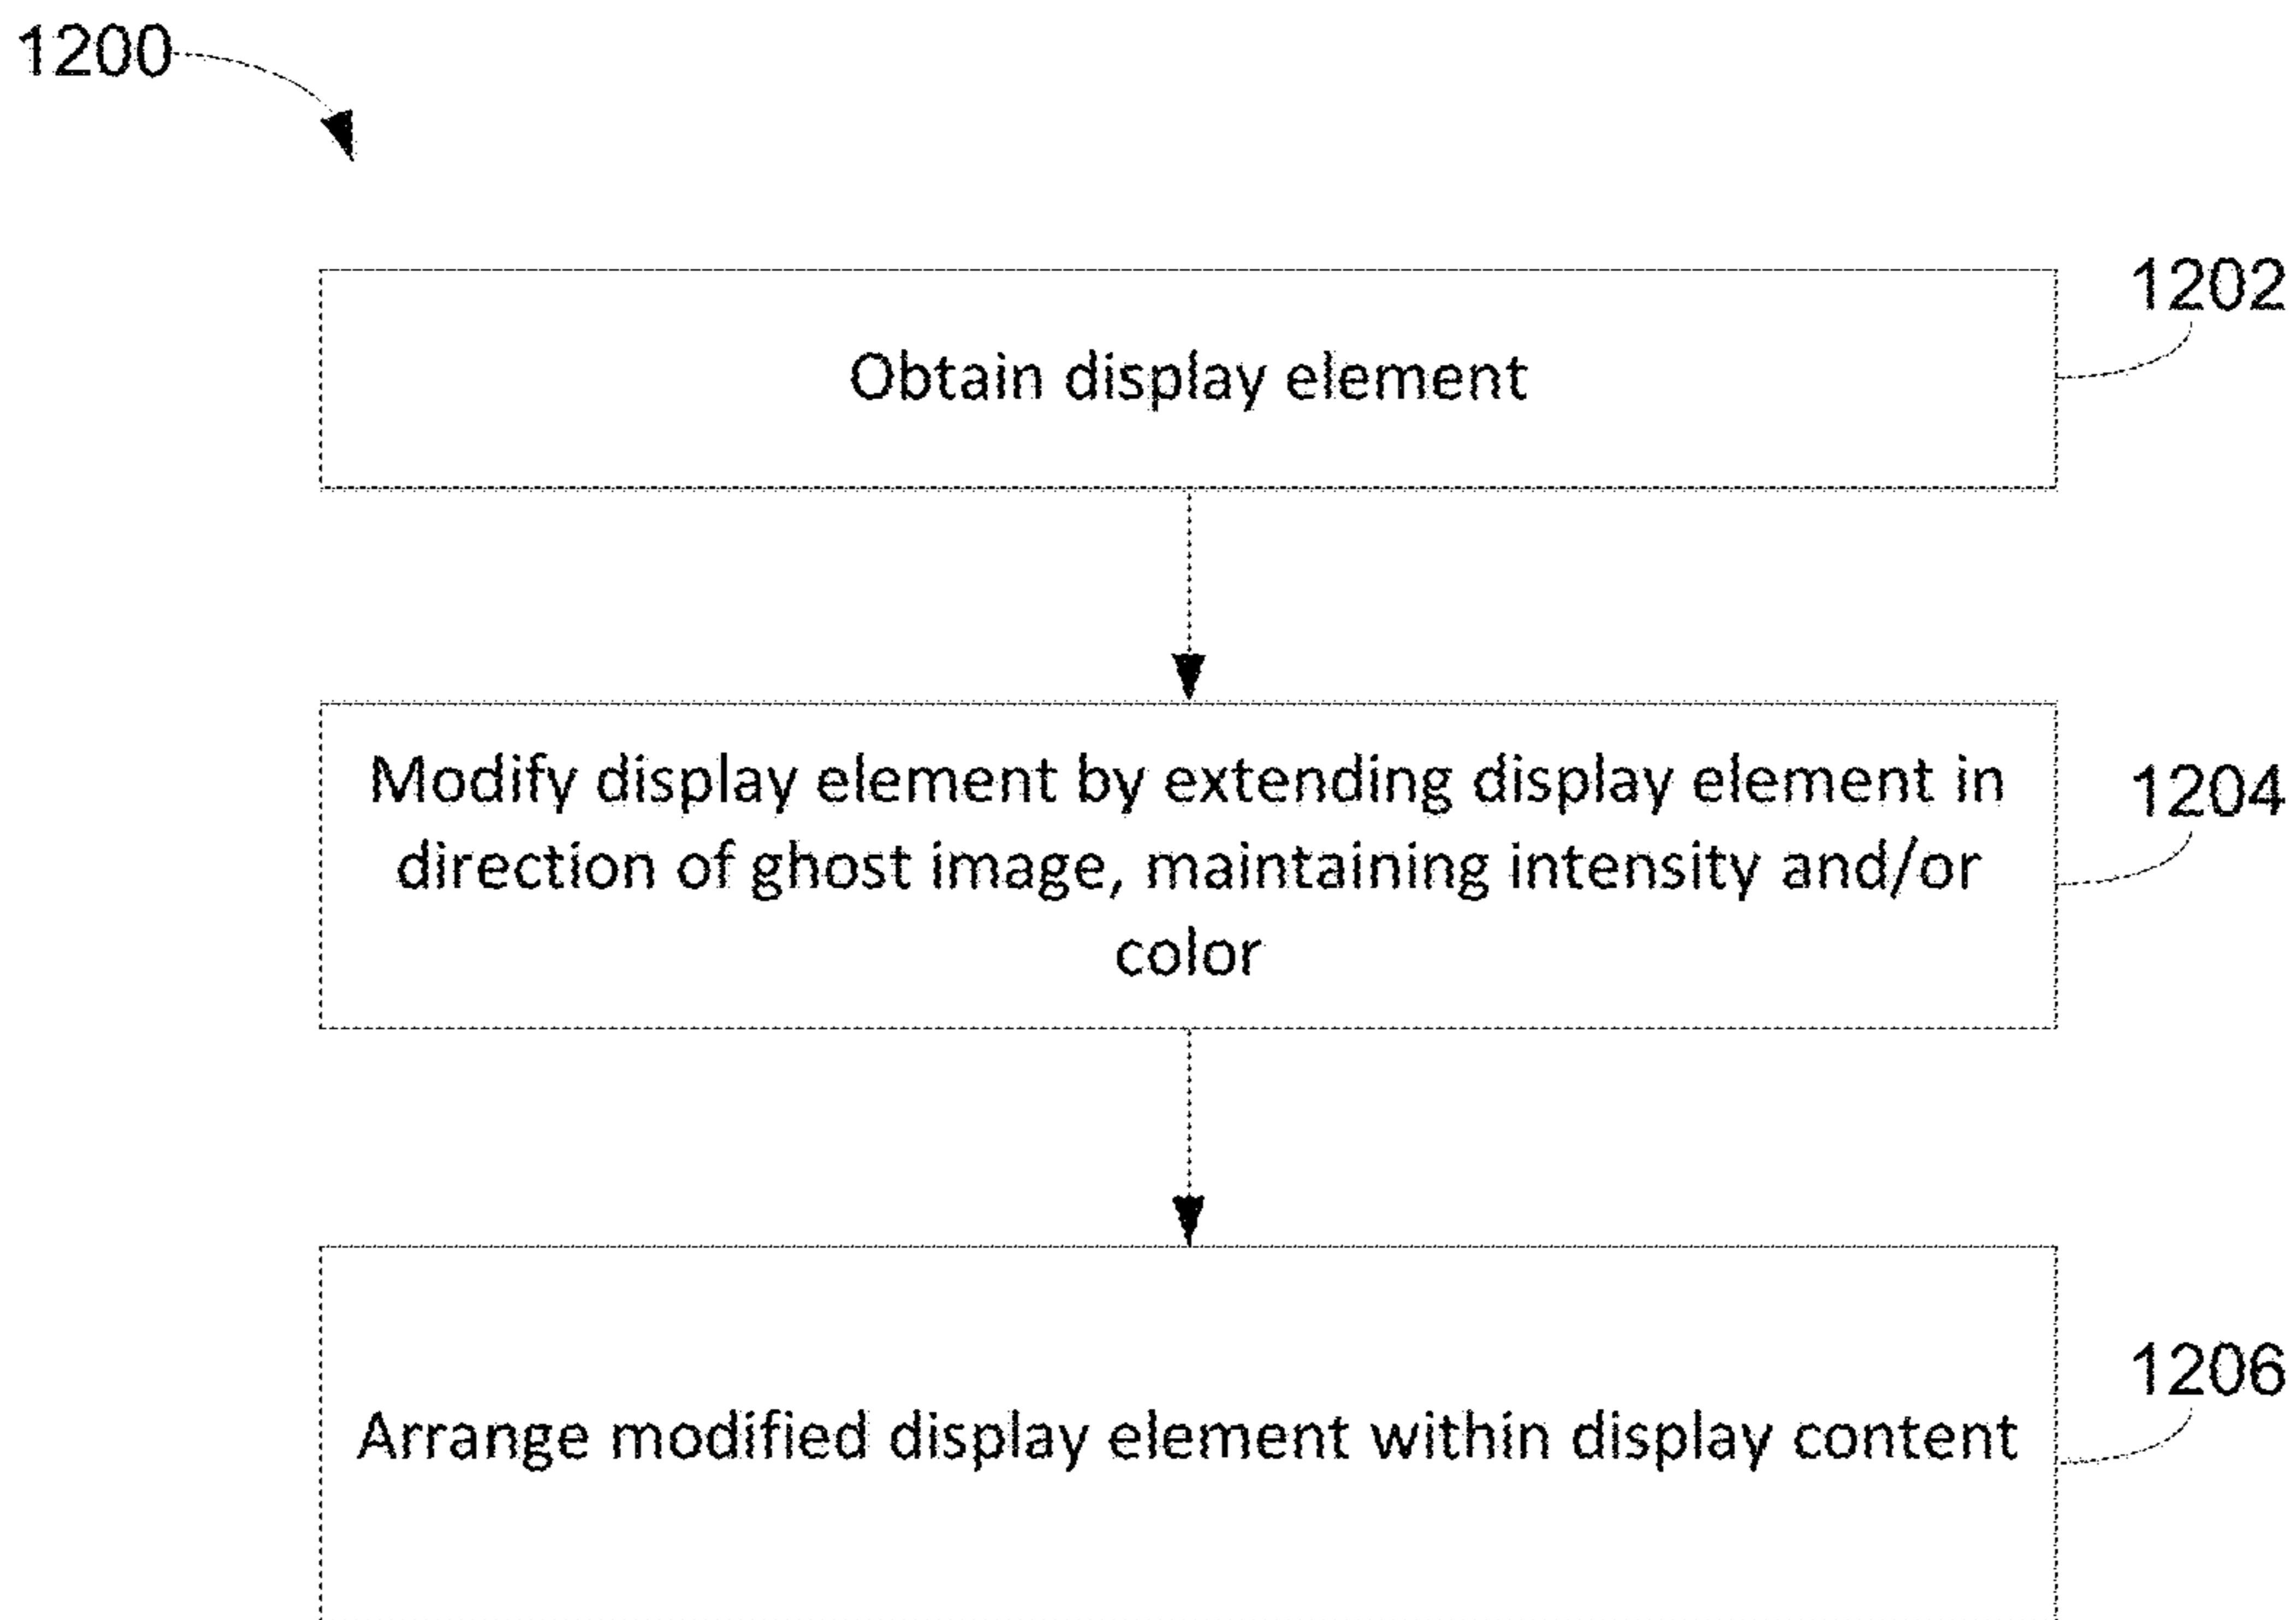 1200
1202
Obtain display element
Modify display element by extending display element in
1204
direction of ghost image, maintaining intensity and/or
color
1206
Arrange modified display element within display content